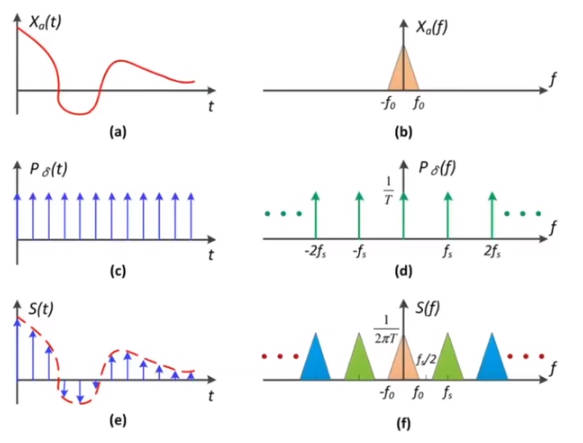 Xa(t)
t
(a)
Xa(f)
-f0 f0
f
(b)
Pδ(t)
t
(c)
Pδ(f)
1/T
-2fs -fs fs 2fs
f
(d)
S(t)
t
(e)
S(f)
1/2πT
fs/2
-f0 f0 fs
f
(f)